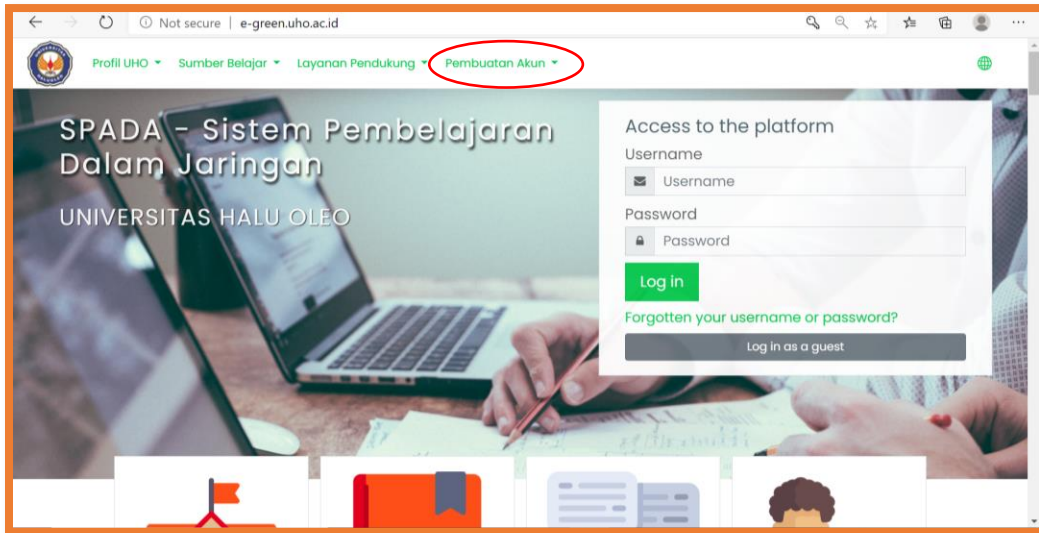 Not secure | e-green.uho.ac.id
Profil UHO Sumber Belajar Layanan Pendukung Pembuatan Akun
SPADA - Sistem Pembelajaran
Dalam Jaringan
UNIVERSITAS HALU OLEO
Access to the platform
Username
Username
Password
Password
Log in
Forgotten your username or password?
Log in as a guest